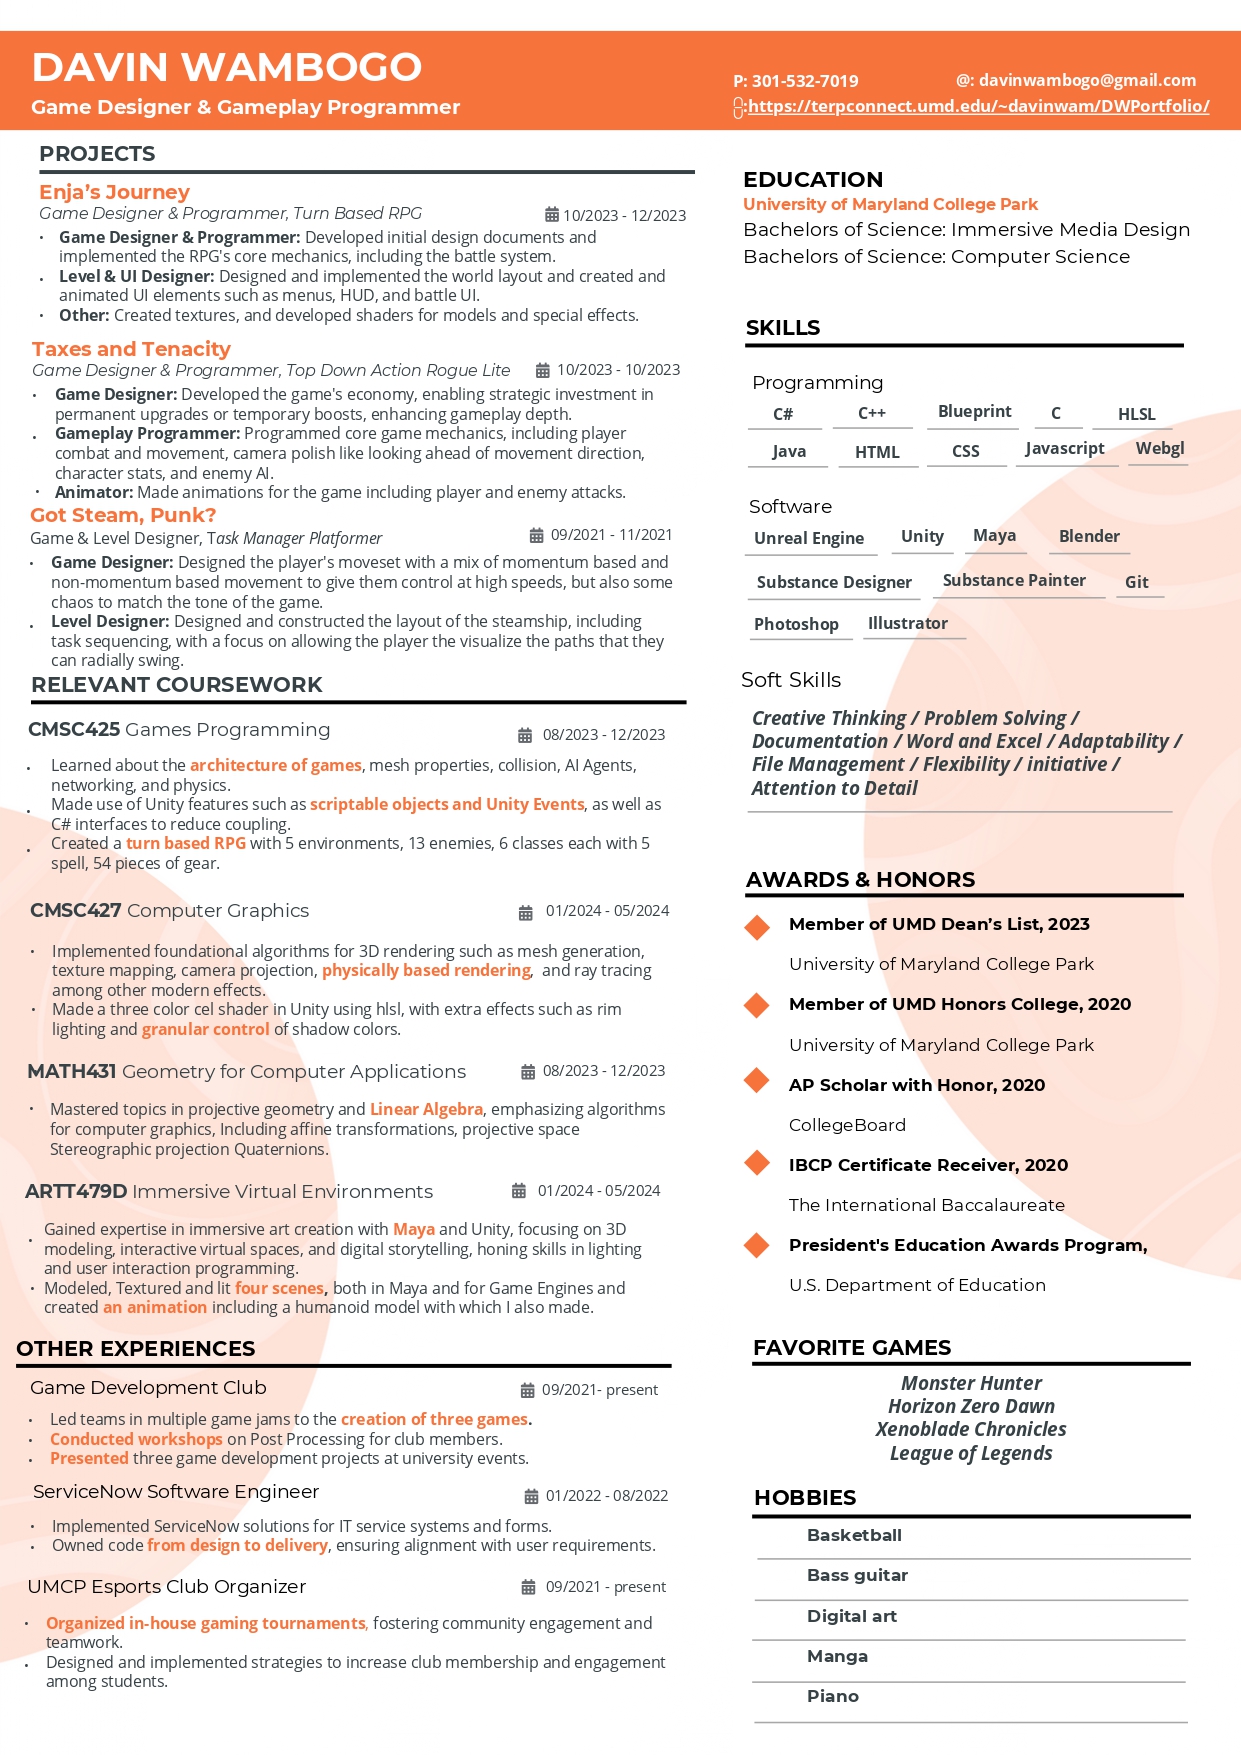 DAVIN WAMBOGO
Game Designer & Gameplay Programmer
P: 301-532-7019
@: davinwambogo@gmail.com
:https://terpconnect.umd.edu/~davinwam/DWPortfolio/
PROJECTS
Enja’s Journey
Game Designer & Programmer, Turn Based RPG
10/2023 - 12/2023
• Game Designer & Programmer: Developed initial design documents and
implemented the RPG's core mechanics, including the battle system.
• Level & UI Designer: Designed and implemented the world layout and created and
animated UI elements such as menus, HUD, and battle UI.
• Other: Created textures, and developed shaders for models and special effects.
Taxes and Tenacity
Game Designer & Programmer, Top Down Action Rogue Lite
10/2023 - 10/2023
• Game Designer: Developed the game's economy, enabling strategic investment in
permanent upgrades or temporary boosts, enhancing gameplay depth.
• Gameplay Programmer: Programmed core game mechanics, including player
combat and movement, camera polish like looking ahead of movement direction,
character stats, and enemy AI.
• Animator: Made animations for the game including player and enemy attacks.
Got Steam, Punk?
Game & Level Designer, Task Manager Platformer
09/2021 - 11/2021
• Game Designer: Designed the player's moveset with a mix of momentum based and
non-momentum based movement to give them control at high speeds, but also some
chaos to match the tone of the game.
• Level Designer: Designed and constructed the layout of the steamship, including
task sequencing, with a focus on allowing the player the visualize the paths that they
can radially swing.
RELEVANT COURSEWORK
CMSC425 Games Programming
08/2023 - 12/2023
• Learned about the architecture of games, mesh properties, collision, AI Agents,
networking, and physics.
• Made use of Unity features such as scriptable objects and Unity Events, as well as
C# interfaces to reduce coupling.
• Created a turn based RPG with 5 environments, 13 enemies, 6 classes each with 5
spell, 54 pieces of gear.
CMSC427 Computer Graphics
01/2024 - 05/2024
• Implemented foundational algorithms for 3D rendering such as mesh generation,
texture mapping, camera projection, physically based rendering, and ray tracing
among other modern effects.
• Made a three color cel shader in Unity using hlsl, with extra effects such as rim
lighting and granular control of shadow colors.
MATH431 Geometry for Computer Applications
08/2023 - 12/2023
• Mastered topics in projective geometry and Linear Algebra, emphasizing algorithms
for computer graphics, Including affine transformations, projective space
Stereographic projection Quaternions.
ARTT479D Immersive Virtual Environments
01/2024 - 05/2024
• Gained expertise in immersive art creation with Maya and Unity, focusing on 3D
modeling, interactive virtual spaces, and digital storytelling, honing skills in lighting
and user interaction programming.
• Modeled, Textured and lit four scenes, both in Maya and for Game Engines and
created an animation including a humanoid model with which I also made.
OTHER EXPERIENCES
Game Development Club
09/2021- present
• Led teams in multiple game jams to the creation of three games.
• Conducted workshops on Post Processing for club members.
• Presented three game development projects at university events.
ServiceNow Software Engineer
01/2022 - 08/2022
• Implemented ServiceNow solutions for IT service systems and forms.
• Owned code from design to delivery, ensuring alignment with user requirements.
UMCP Esports Club Organizer
09/2021 - present
• Organized in-house gaming tournaments, fostering community engagement and
teamwork.
• Designed and implemented strategies to increase club membership and engagement
among students.
EDUCATION
University of Maryland College Park
Bachelors of Science: Immersive Media Design
Bachelors of Science: Computer Science
SKILLS
Programming
C# C++ Blueprint C HLSL
Java HTML CSS Javascript Webgl
Software
Unreal Engine Unity Maya Blender
Substance Designer Substance Painter Git
Photoshop Illustrator
Soft Skills
Creative Thinking / Problem Solving /
Documentation / Word and Excel / Adaptability /
File Management / Flexibility / initiative /
Attention to Detail
AWARDS & HONORS
Member of UMD Dean’s List, 2023
University of Maryland College Park
Member of UMD Honors College, 2020
University of Maryland College Park
AP Scholar with Honor, 2020
CollegeBoard
IBCP Certificate Receiver, 2020
The International Baccalaureate
President's Education Awards Program,
U.S. Department of Education
FAVORITE GAMES
Monster Hunter
Horizon Zero Dawn
Xenoblade Chronicles
League of Legends
HOBBIES
Basketball
Bass guitar
Digital art
Manga
Piano